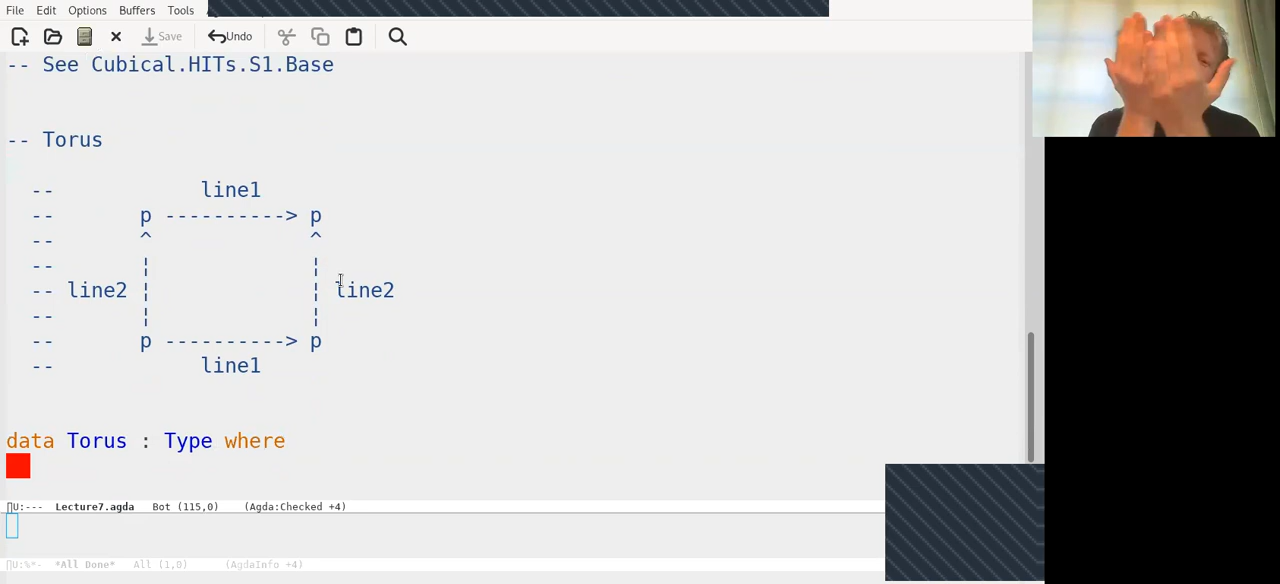 File Edit Options Buffers Tools
Save Undo
-- See Cubical.HITs.S1.Base
-- Torus
-- line1
-- p ----------> p
-- ^ ^
-- ¦ ¦
-- line2 ¦ ¦ line2
-- ¦ ¦
-- p ----------> p
-- line1
data Torus : Type where
U:--- Lecture7.agda Bot (115,0) (Agda:Checked +4)
U:%*- *All Done* All (1,0) (AgdaInfo +4)